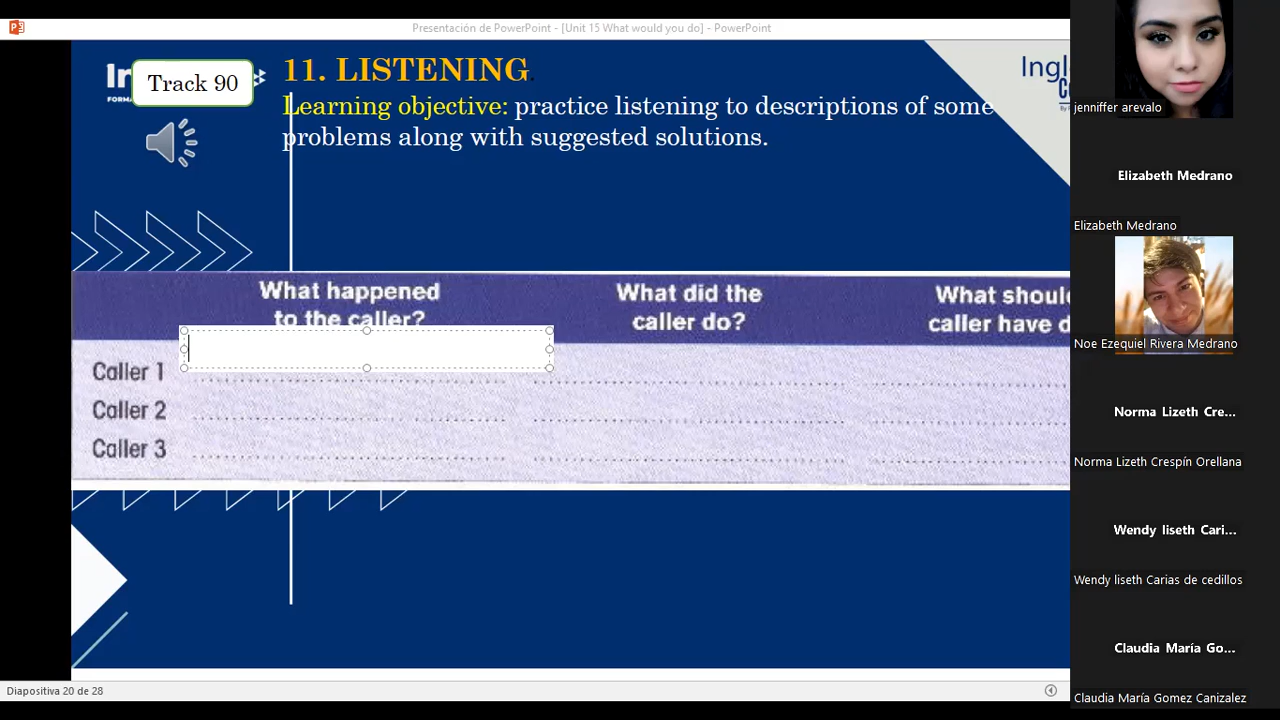 Presentación de PowerPoint - [Unit 15 What would you do] - PowerPoint
Track 90
11. LISTENING.
Learning objective: practice listening to descriptions of some
problems along with suggested solutions.
What happened
to the caller?
What did the
caller do?
What shoul
caller have d
Caller 1
Caller 2
Caller 3
Diapositiva 20 de 28
jenniffer arevalo
Elizabeth Medrano
Elizabeth Medrano
Noe Ezequiel Rivera Medrano
Norma Lizeth Cre...
Norma Lizeth Crespín Orellana
Wendy liseth Cari...
Wendy liseth Carias de cedillos
Claudia María Go...
Claudia María Gomez Canizalez